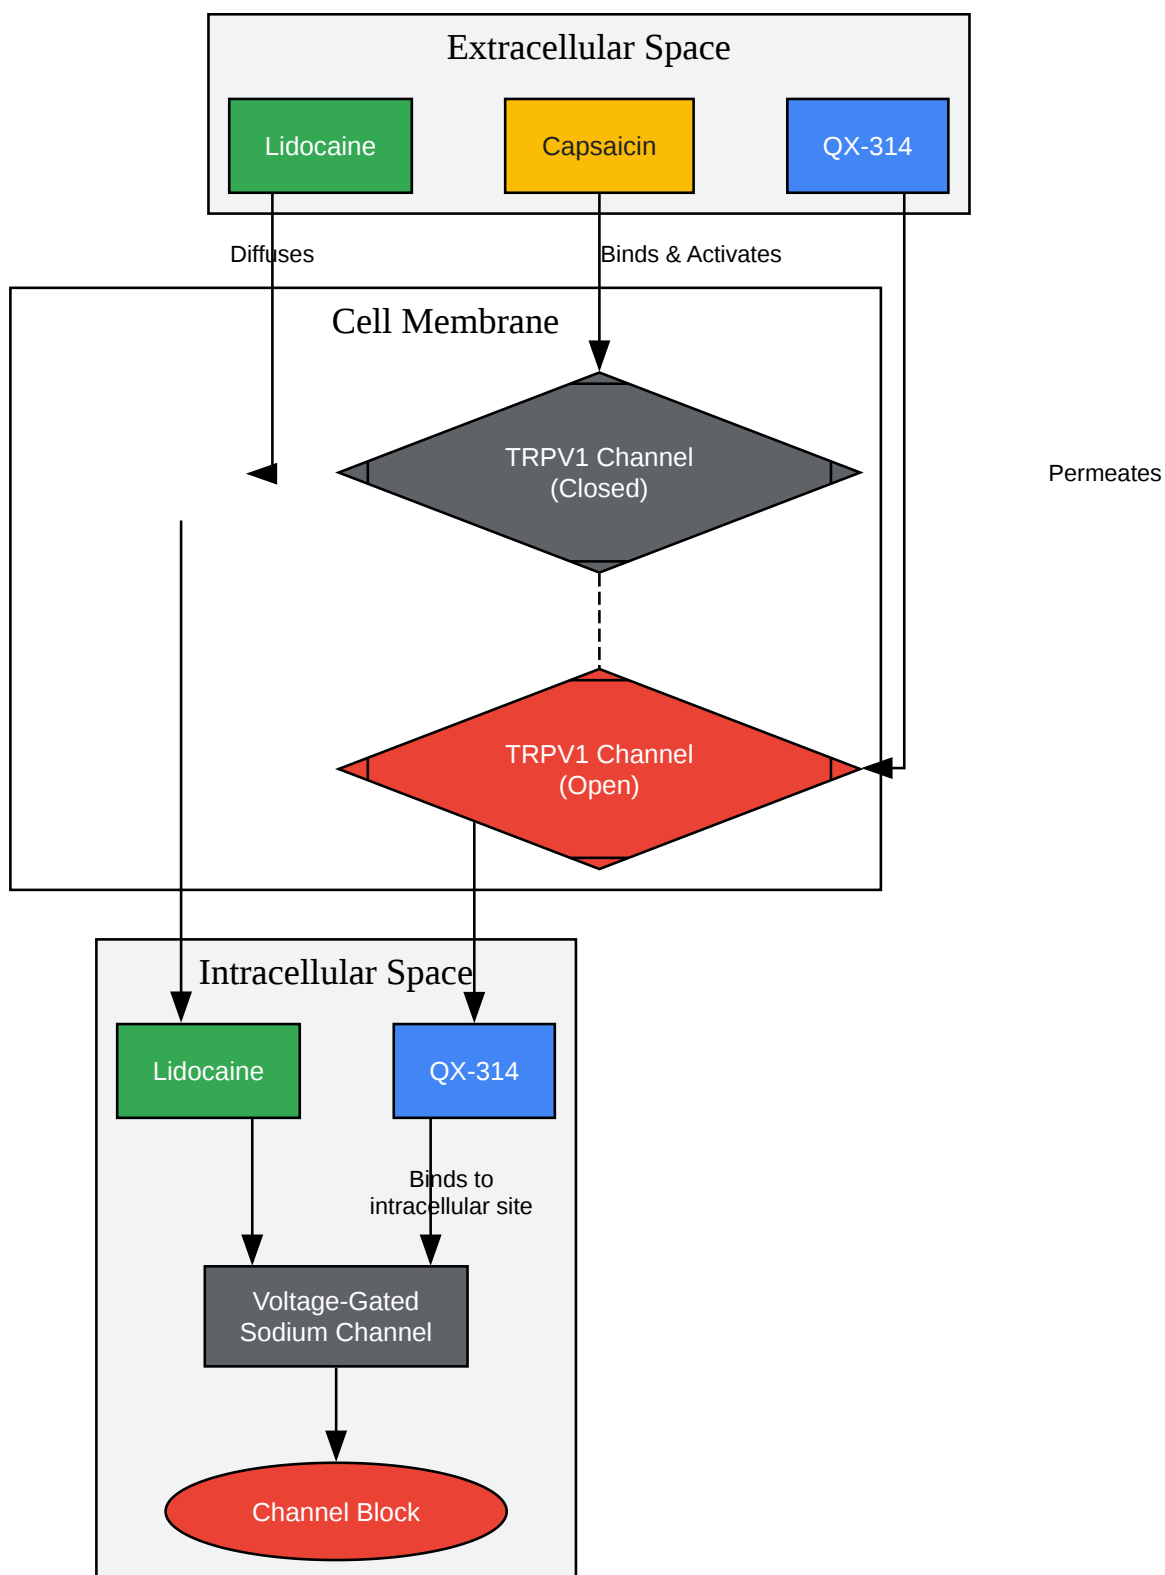 Extracellular Space
Lidocaine
Capsaicin
QX-314
Diffuses
Binds & Activates
Cell Membrane
TRPV1 Channel
(Closed)
Permeates
TRPV1 Channel
(Open)
Intracellular Space
Lidocaine
QX-314
Binds to
intracellular site
Voltage-Gated
Sodium Channel
Channel Block